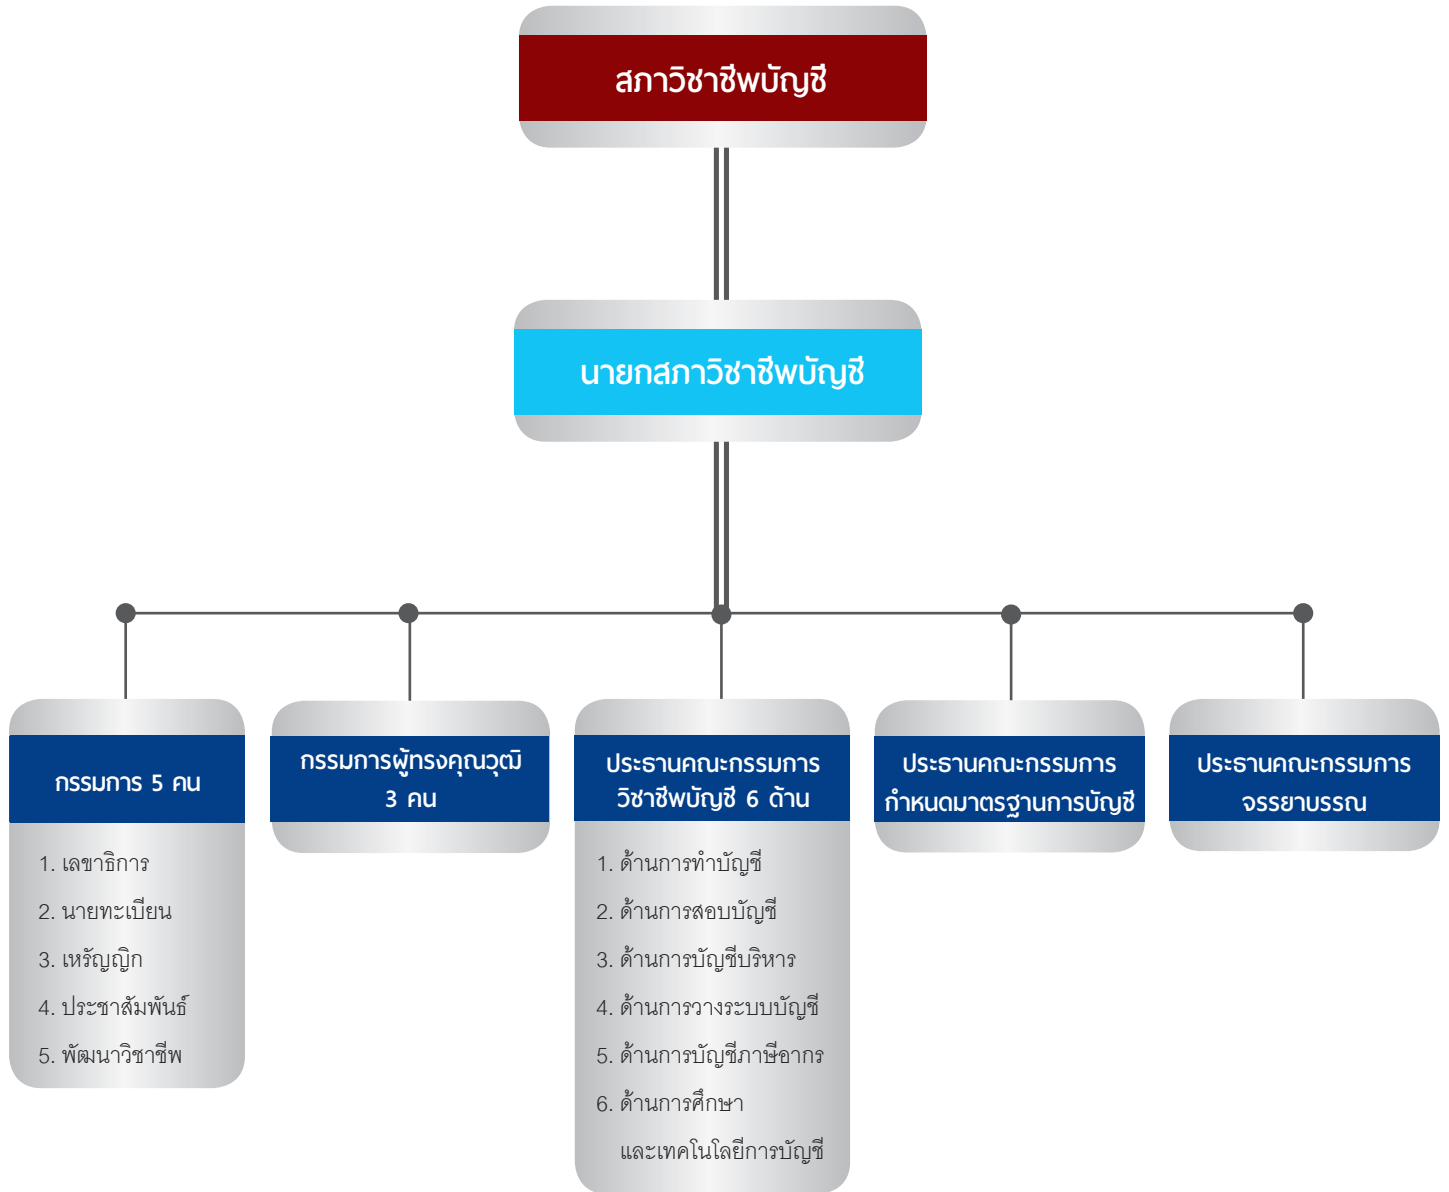 สภาวิชาชีพบัญชี
นายกสภาวิชาชีพบัญชี
กรรมการ 5 คน
1. เลขาธิการ
2. นายทะเบียน
3. เหรัญญิก
4. ประชาสัมพันธ์
5. พัฒนาวิชาชีพ
กรรมการผู้ทรงคุณวุฒิ
3 คน
ประธานคณะกรรมการ
วิชาชีพบัญชี 6 ด้าน
1. ด้านการทำบัญชี
2. ด้านการสอบบัญชี
3. ด้านการบัญชีบริหาร
4. ด้านการวางระบบบัญชี
5. ด้านการบัญชีภาษีอากร
6. ด้านการศึกษา
และเทคโนโลยีการบัญชี
ประธานคณะกรรมการ
กำหนดมาตรฐานการบัญชี
ประธานคณะกรรมการ
จรรยาบรรณ